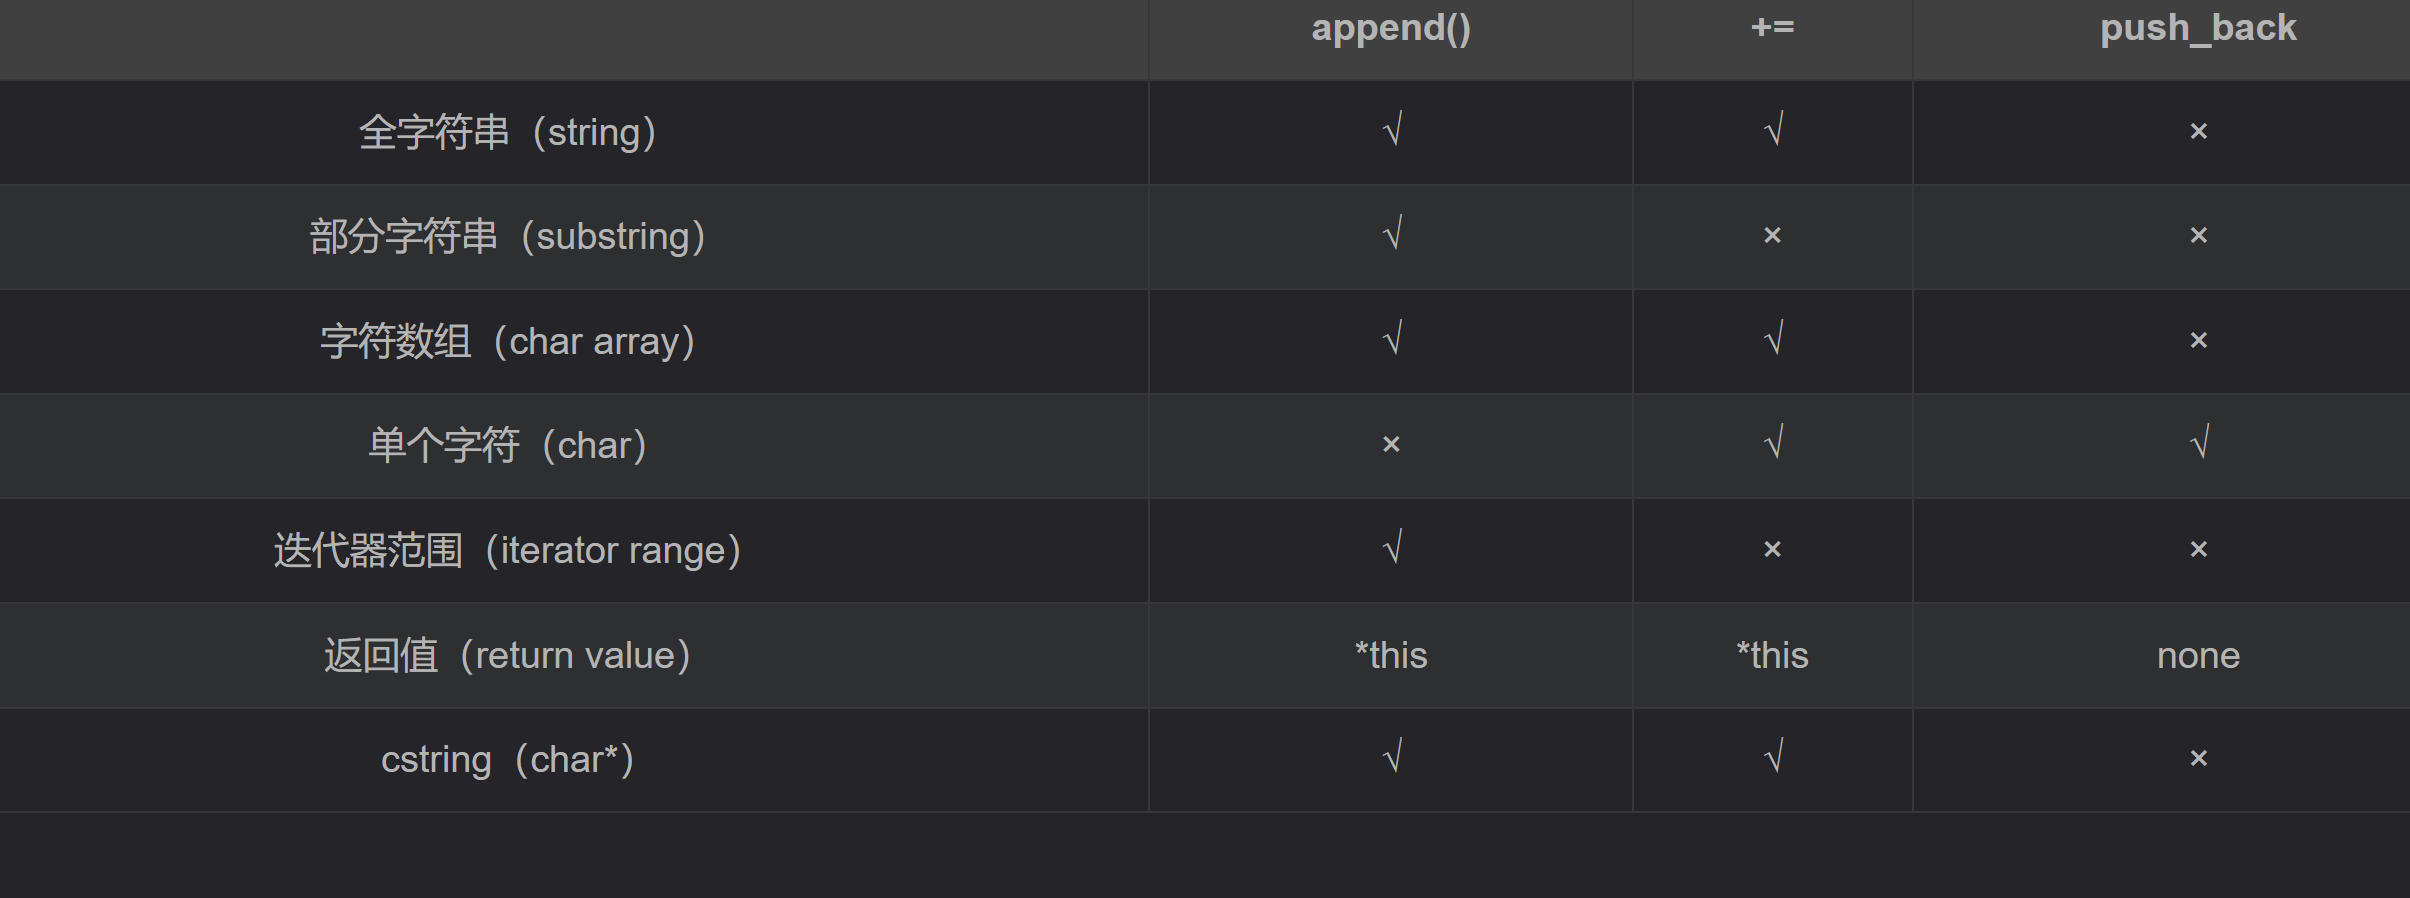 append() += push_back
全字符串（string） √ √ ×
部分字符串（substring） √ × ×
字符数组（char array） √ √ ×
单个字符（char） × √ √
迭代器范围（iterator range） √ × ×
返回值（return value） *this *this none
cstring（char*） √ √ ×